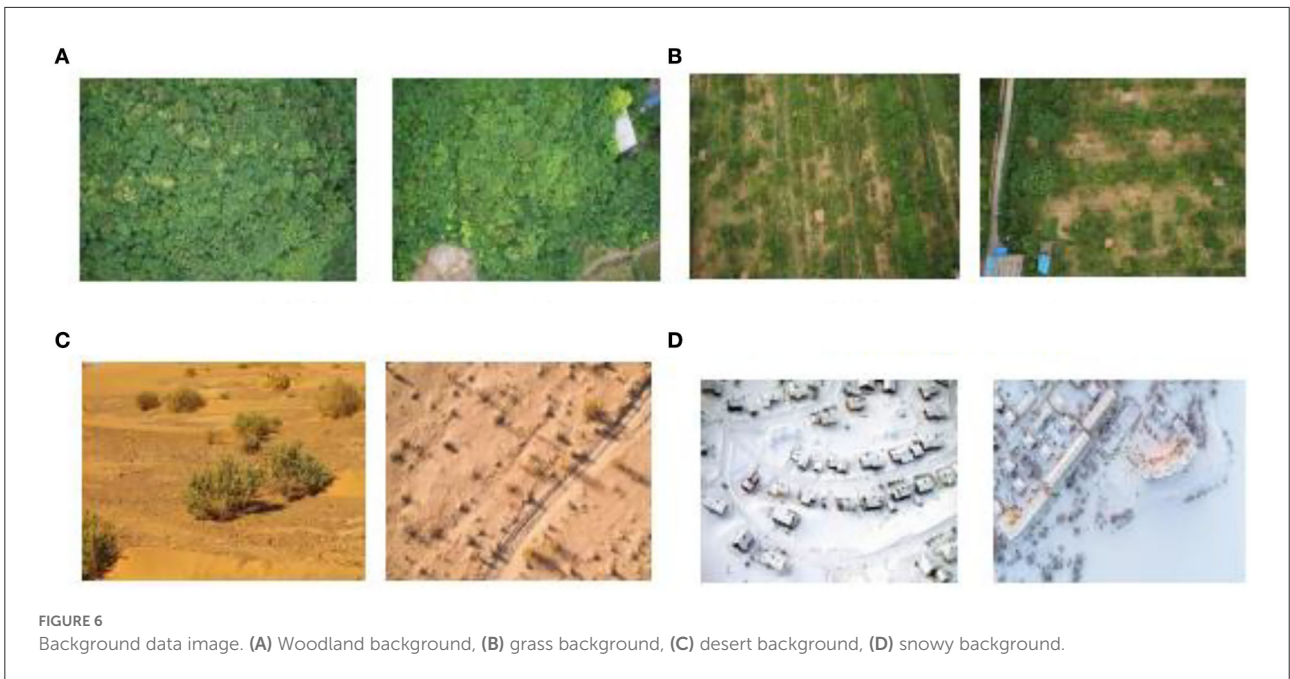 A
B
C
D
FIGURE 6
Background data image. (A) Woodland background, (B) grass background, (C) desert background, (D) snowy background.